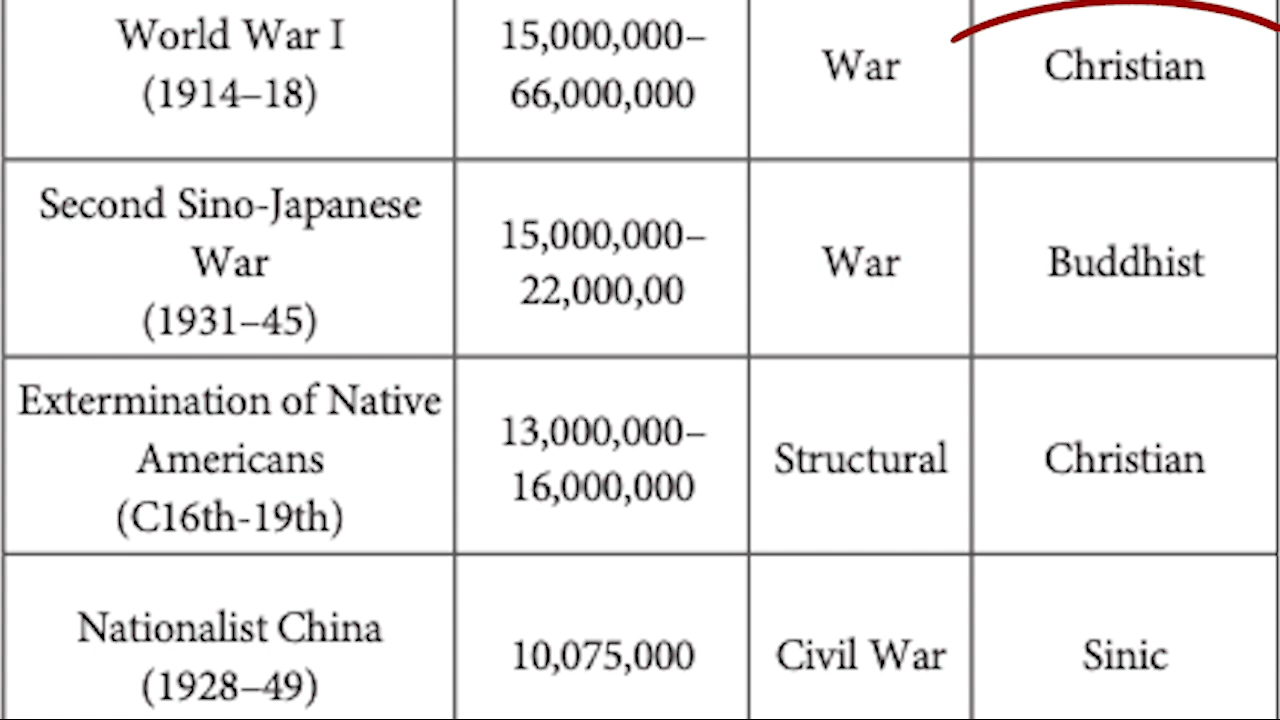 World War I
(1914–18)
15,000,000–
66,000,000
War
Christian
Second Sino-Japanese
War
(1931–45)
15,000,000–
22,000,00
War
Buddhist
Extermination of Native
Americans
(C16th-19th)
13,000,000–
16,000,000
Structural
Christian
Nationalist China
(1928–49)
10,075,000
Civil War
Sinic